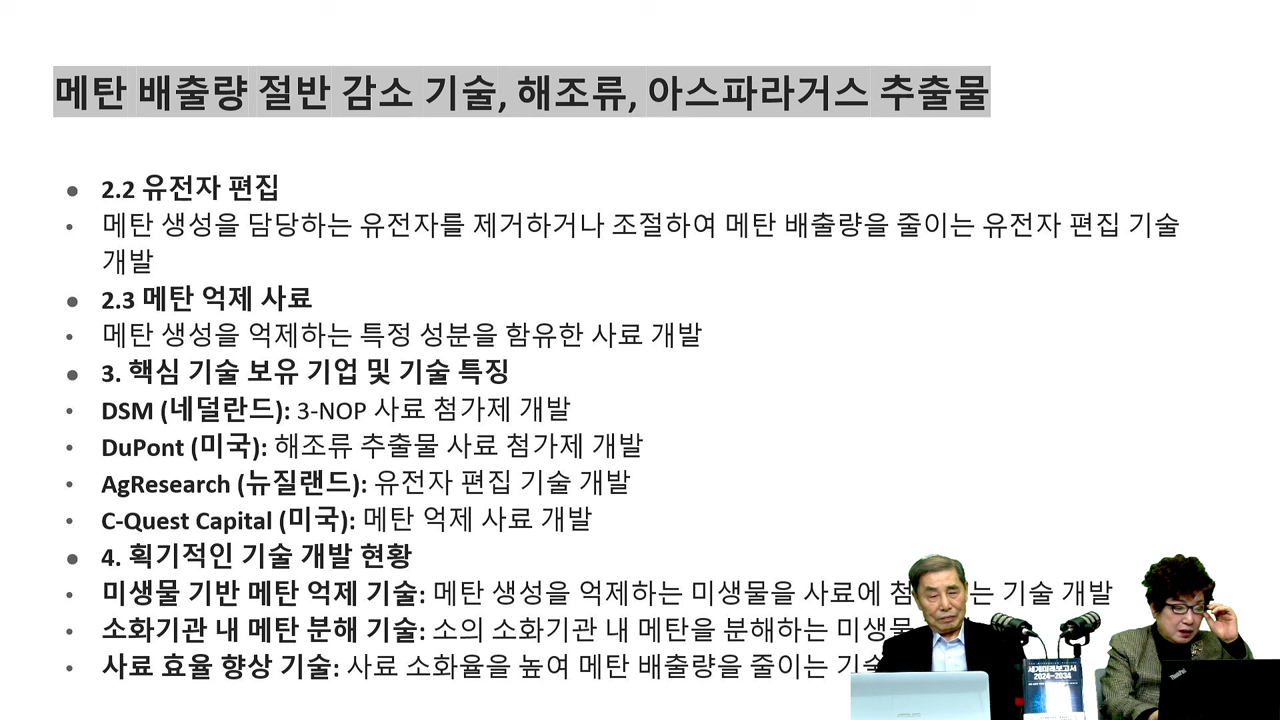 메탄 배출량 절반 감소 기술, 해조류, 아스파라거스 추출물
• 2.2 유전자 편집
• 메탄 생성을 담당하는 유전자를 제거하거나 조절하여 메탄 배출량을 줄이는 유전자 편집 기술
개발
• 2.3 메탄 억제 사료
• 메탄 생성을 억제하는 특정 성분을 함유한 사료 개발
• 3. 핵심 기술 보유 기업 및 기술 특징
• DSM (네덜란드): 3-NOP 사료 첨가제 개발
• DuPont (미국): 해조류 추출물 사료 첨가제 개발
• AgResearch (뉴질랜드): 유전자 편집 기술 개발
• C-Quest Capital (미국): 메탄 억제 사료 개발
• 4. 획기적인 기술 개발 현황
• 미생물 기반 메탄 억제 기술: 메탄 생성을 억제하는 미생물을 사료에 첨 는 기술 개발
• 소화기관 내 메탄 분해 기술: 소의 소화기관 내 메탄을 분해하는 미생물
• 사료 효율 향상 기술: 사료 소화율을 높여 메탄 배출량을 줄이는 기술
세계미래보고서
2024-2034
ThinkPad